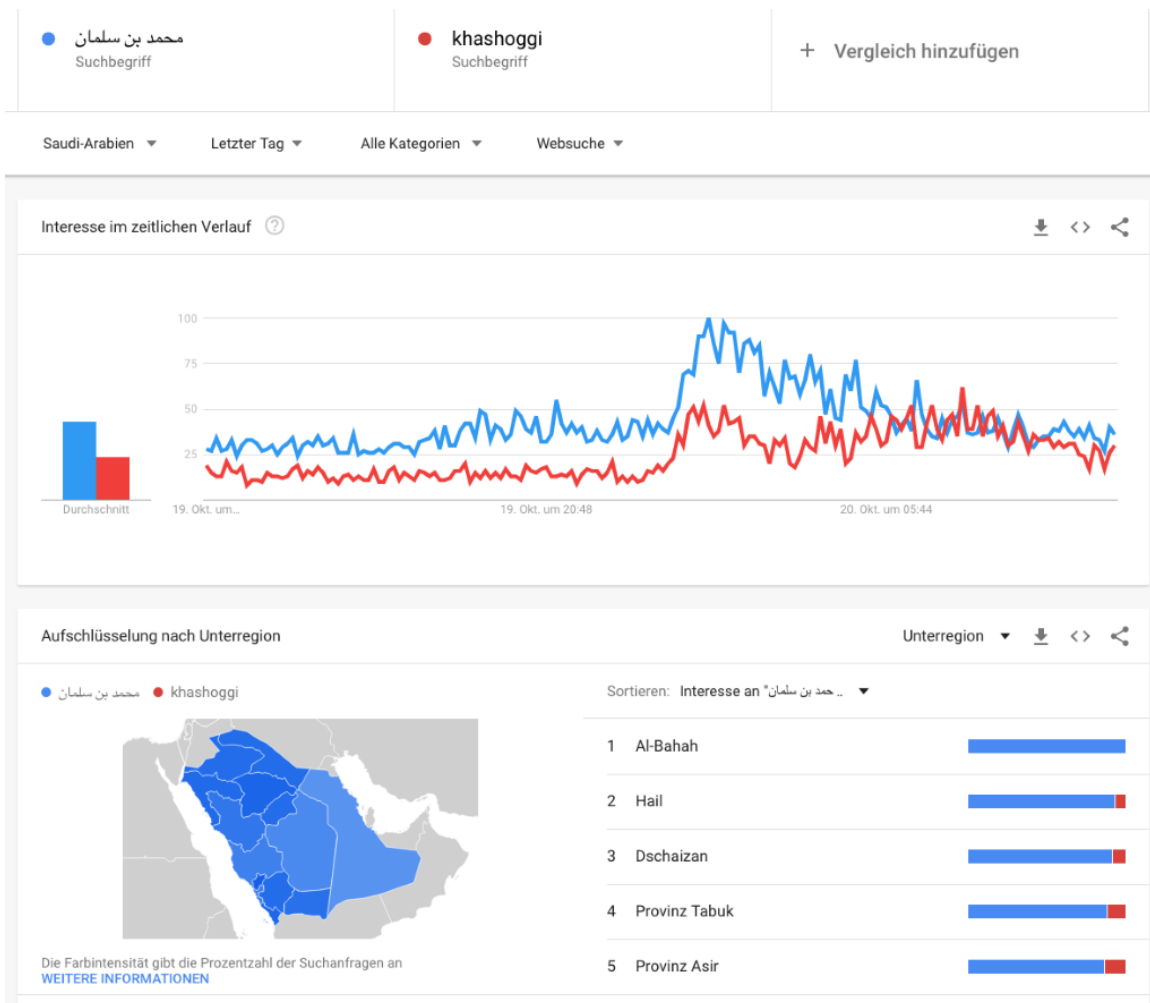 محمد بن سلمان
Suchbegriff
khashoggi
Suchbegriff
+ Vergleich hinzufügen
Saudi-Arabien
Letzter Tag
Alle Kategorien
Websuche
Interesse im zeitlichen Verlauf
100
75
50
25
Durchschnitt
19. Okt. um...
19. Okt. um 20:48
20. Okt. um 05:44
Aufschlüsselung nach Unterregion
Unterregion
محمد بن سلمان
khashoggi
Sortieren: Interesse an "حمد بن سلمان ..
1 Al-Bahah
2 Hail
3 Dschaizan
4 Provinz Tabuk
5 Provinz Asir
Die Farbintensität gibt die Prozentzahl der Suchanfragen an
WEITERE INFORMATIONEN